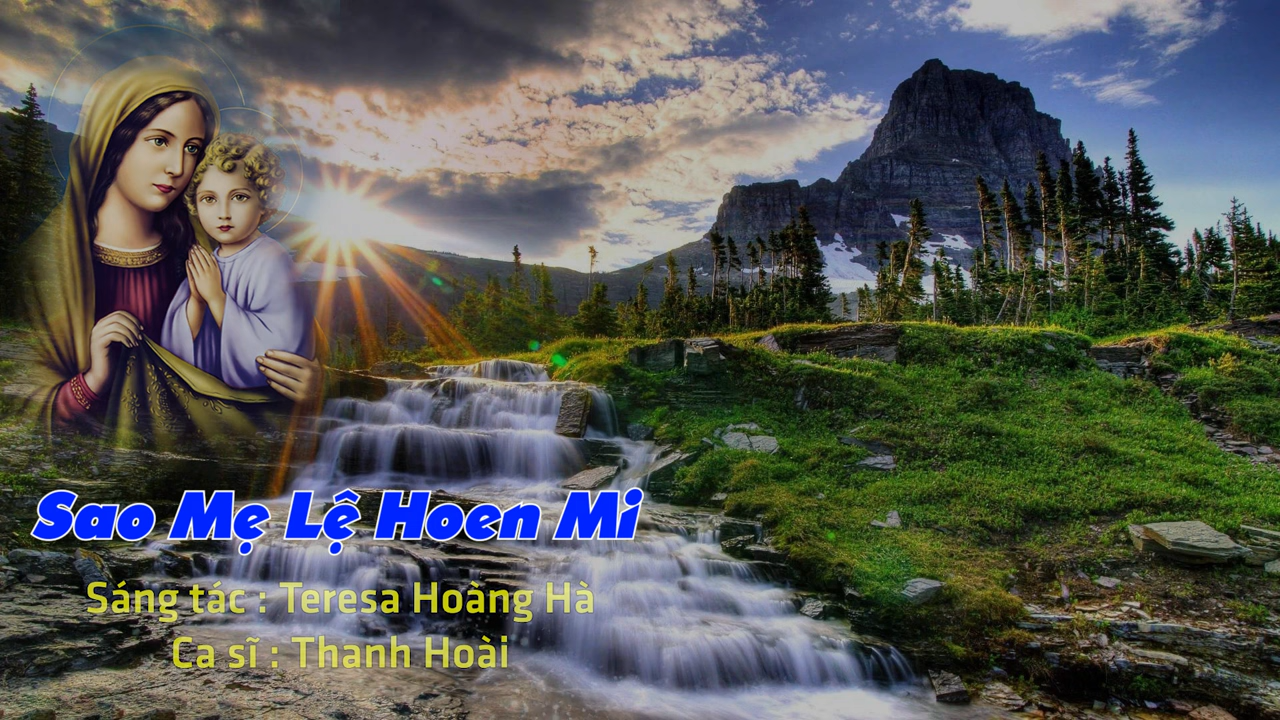 Sao Mẹ Lệ Hoen Mi
Sáng tác : Teresa Hoàng Hà
Ca sĩ : Thanh Hoài